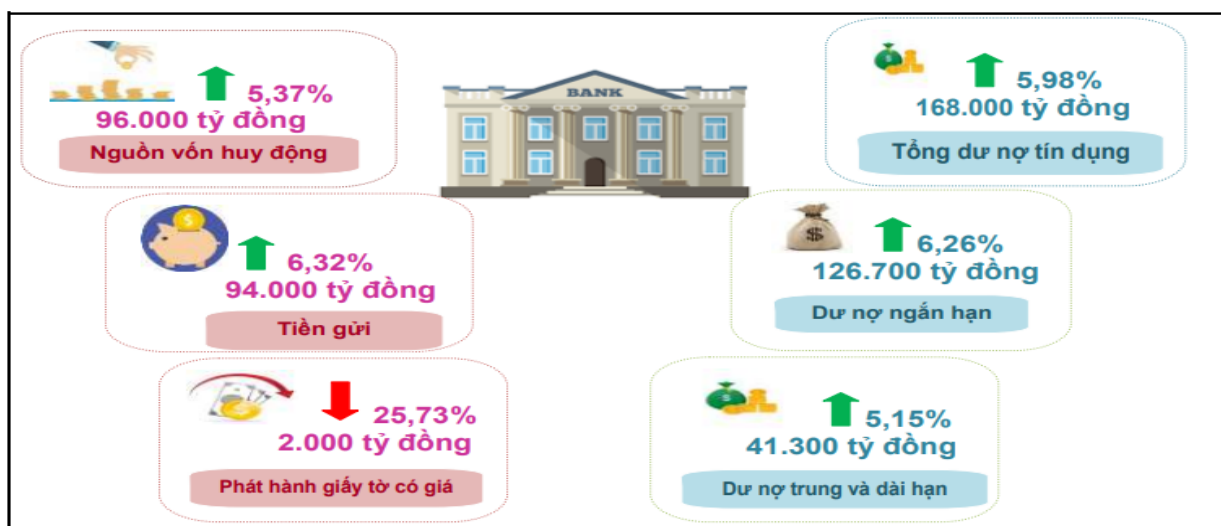 5,37%
96.000 tỷ đồng
Nguồn vốn huy động
6,32%
94.000 tỷ đồng
Tiền gửi
25,73%
2.000 tỷ đồng
Phát hành giấy tờ có giá
BANK
5,98%
168.000 tỷ đồng
Tổng dư nợ tín dụng
6,26%
126.700 tỷ đồng
Dư nợ ngắn hạn
5,15%
41.300 tỷ đồng
Dư nợ trung và dài hạn